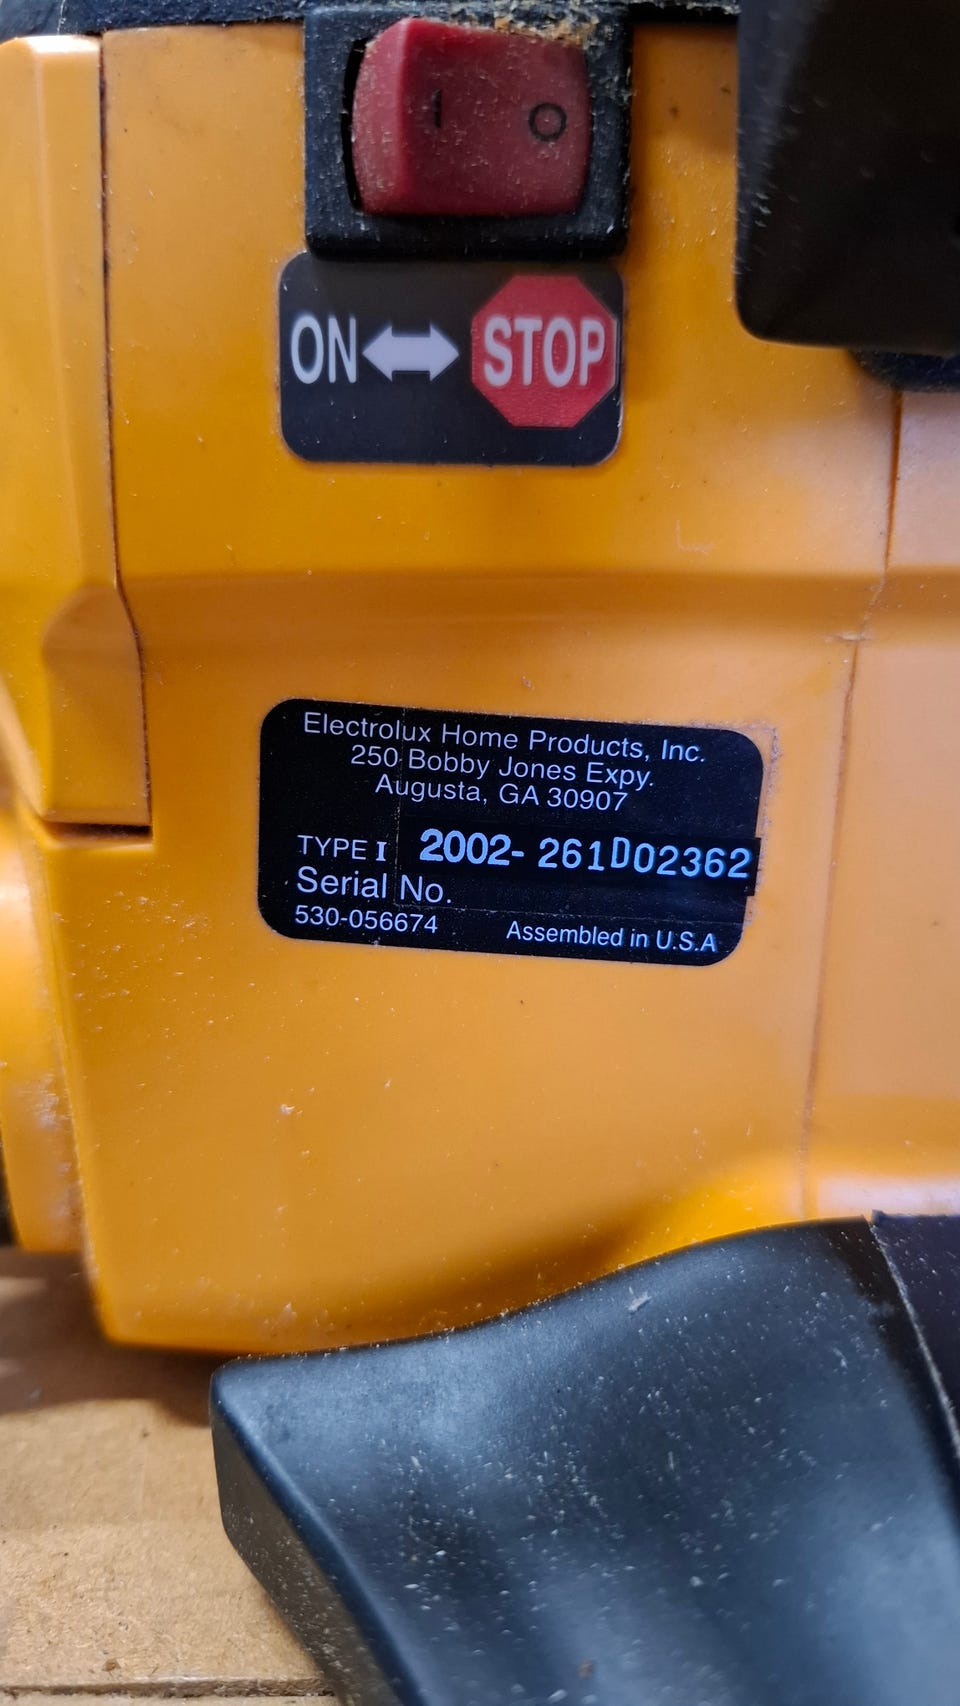 I O
ON STOP
Electrolux Home Products, Inc.
250 Bobby Jones Expy.
Augusta, GA 30907
TYPE I 2002- 261D02362
Serial No.
530-056674 Assembled in U.S.A